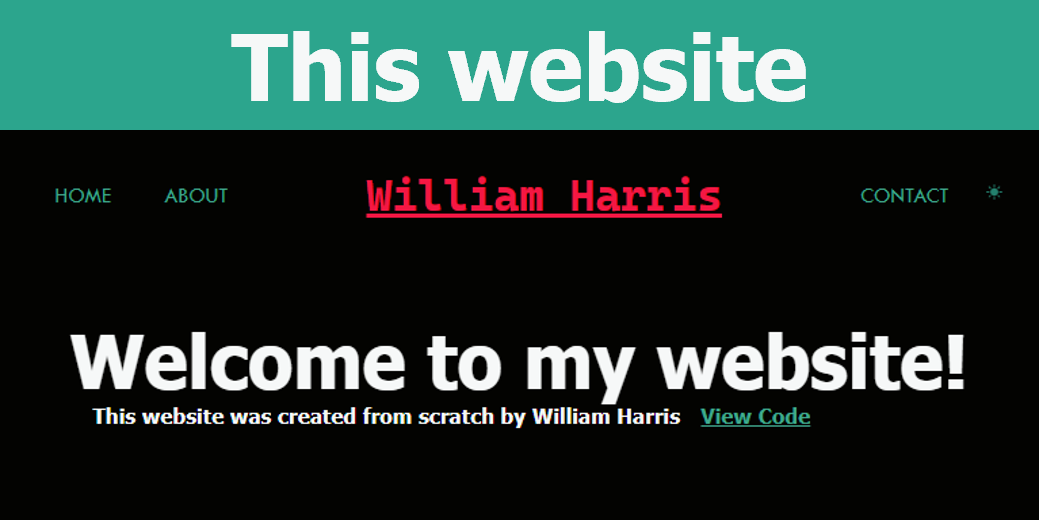 This website
HOME ABOUT William Harris CONTACT
Welcome to my website!
This website was created from scratch by William Harris View Code